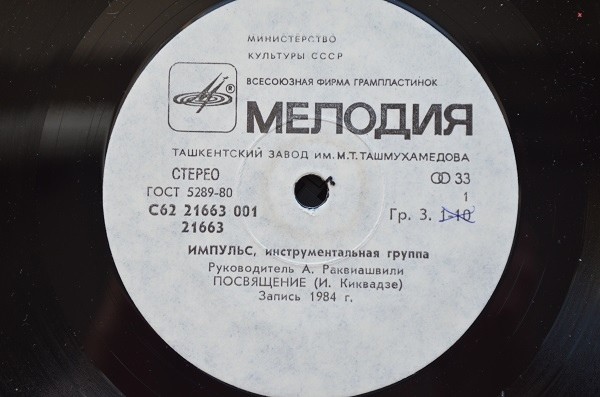 МИНИСТЕРСТВО
КУЛЬТУРЫ СССР
ВСЕСОЮЗНАЯ ФИРМА ГРАМПЛАСТИНОК
®
МЕЛОДИЯ
ТАШКЕНТСКИЙ ЗАВОД ИМ. М.Т. ТАШМУХАМЕДОВА
СТЕРЕО
33
ГОСТ 5289-80
1
С62 21663 001
Гр. 3. 1-10
21663
ИМПУЛЬС, инструментальная группа
Руководитель А. Раквиашвили
ПОСВЯЩЕНИЕ (И. Киквадзе)
Запись 1984 г.